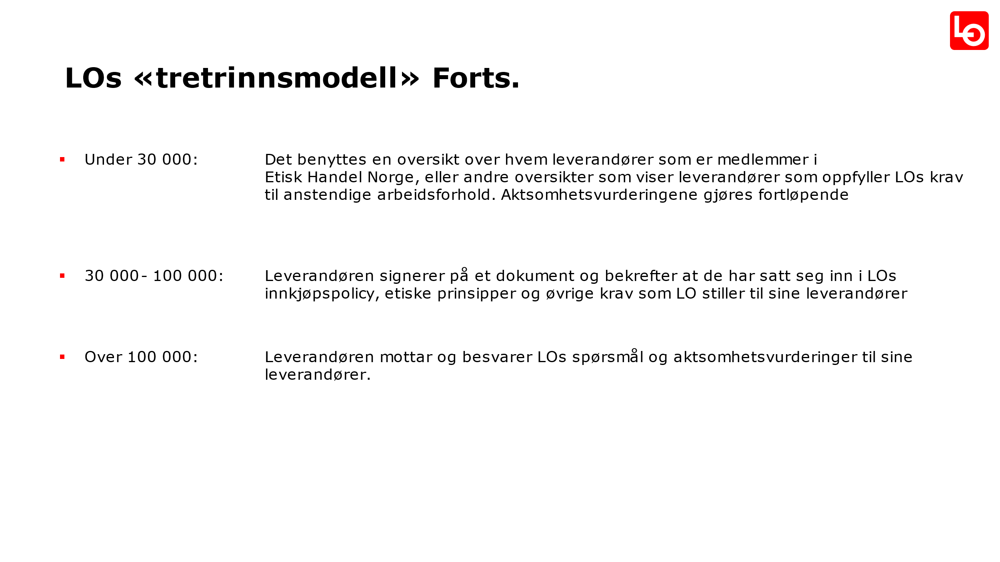 LO
LOs «tretrinnsmodell» Forts.
Under 30 000: Det benyttes en oversikt over hvem leverandører som er medlemmer i
Etisk Handel Norge, eller andre oversikter som viser leverandører som oppfyller LOs krav
til anstendige arbeidsforhold. Aktsomhetsvurderingene gjøres fortløpende
30 000- 100 000: Leverandøren signerer på et dokument og bekrefter at de har satt seg inn i LOs
innkjøpspolicy, etiske prinsipper og øvrige krav som LO stiller til sine leverandører
Over 100 000: Leverandøren mottar og besvarer LOs spørsmål og aktsomhetsvurderinger til sine
leverandører.